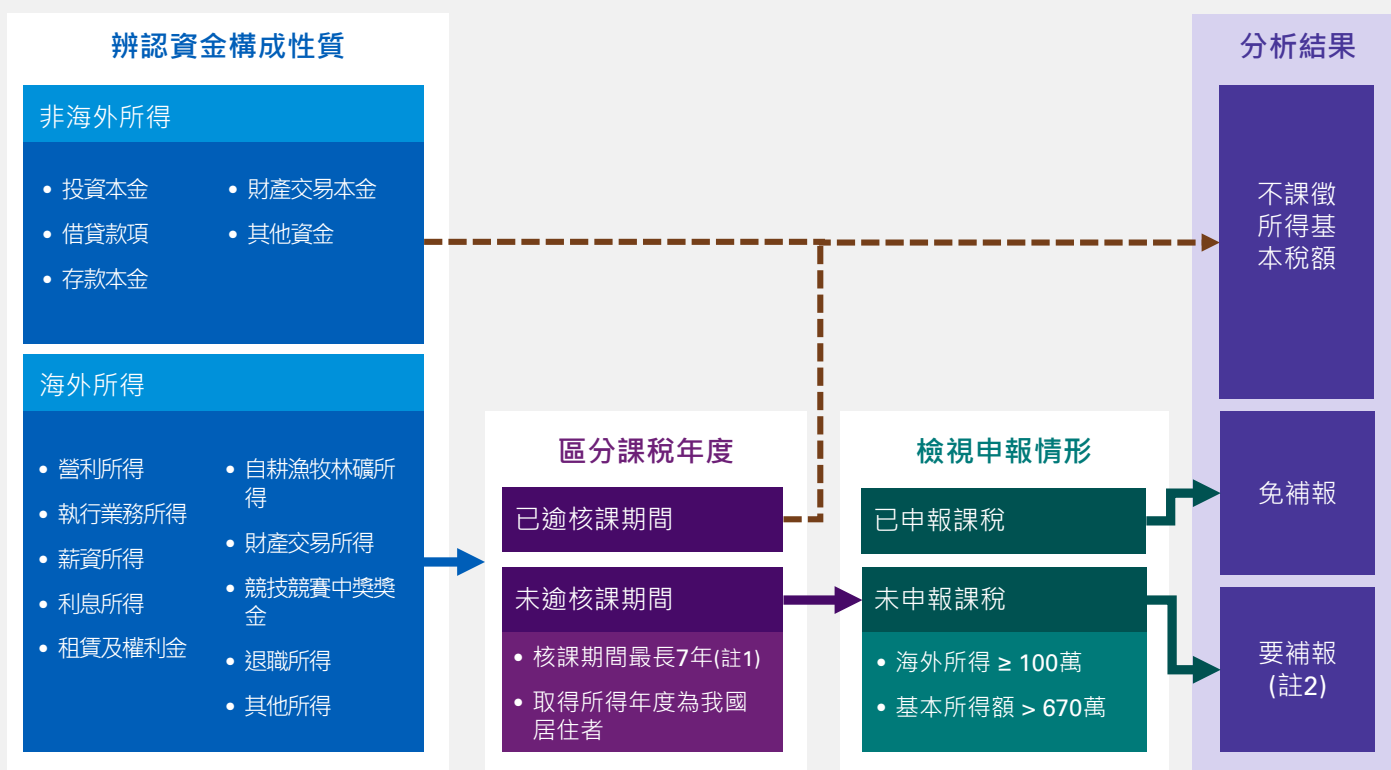 辨認資金構成性質
非海外所得
• 投資本金
• 借貸款項
• 存款本金
• 財產交易本金
• 其他資金
海外所得
• 營利所得
• 執行業務所得
• 薪資所得
• 利息所得
• 租賃及權利金
• 自耕漁牧林礦所
得
• 財產交易所得
• 競技競賽中獎獎
金
• 退職所得
• 其他所得
區分課稅年度
已逾核課期間
未逾核課期間
• 核課期間最長7年(註1)
• 取得所得年度為我國
居住者
檢視申報情形
已申報課稅
未申報課稅
• 海外所得 ≥ 100萬
• 基本所得額 > 670萬
分析結果
不課徵
所得基
本稅額
免補報
要補報
(註2)